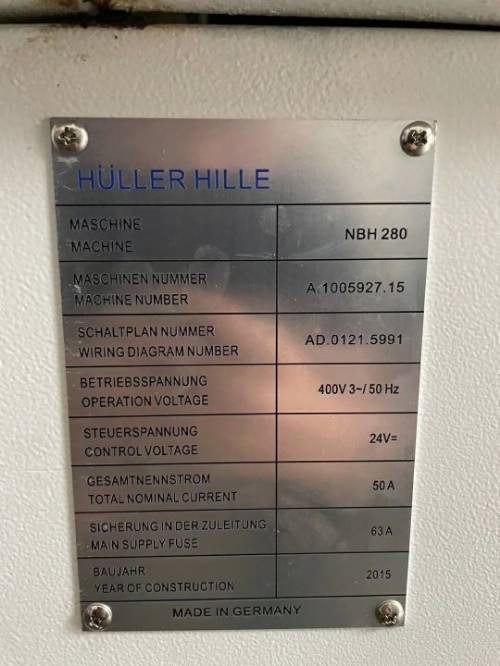 HÜLLER HILLE
MASCHINE
MACHINE
NBH 280
MASCHINEN NUMMER
MACHINE NUMBER
A.1005927.15
SCHALTPLAN NUMMER
WIRING DIAGRAM NUMBER
AD.0121.5991
BETRIEBSSPANNUNG
OPERATION VOLTAGE
400V 3~/ 50 Hz
STEUERSPANNUNG
CONTROL VOLTAGE
24V=
GESAMTNENNSTROM
TOTAL NOMINAL CURRENT
50 A
SICHERUNG IN DER ZULEITUNG
MAIN SUPPLY FUSE
63 A
BAUJAHR
YEAR OF CONSTRUCTION
2015
MADE IN GERMANY